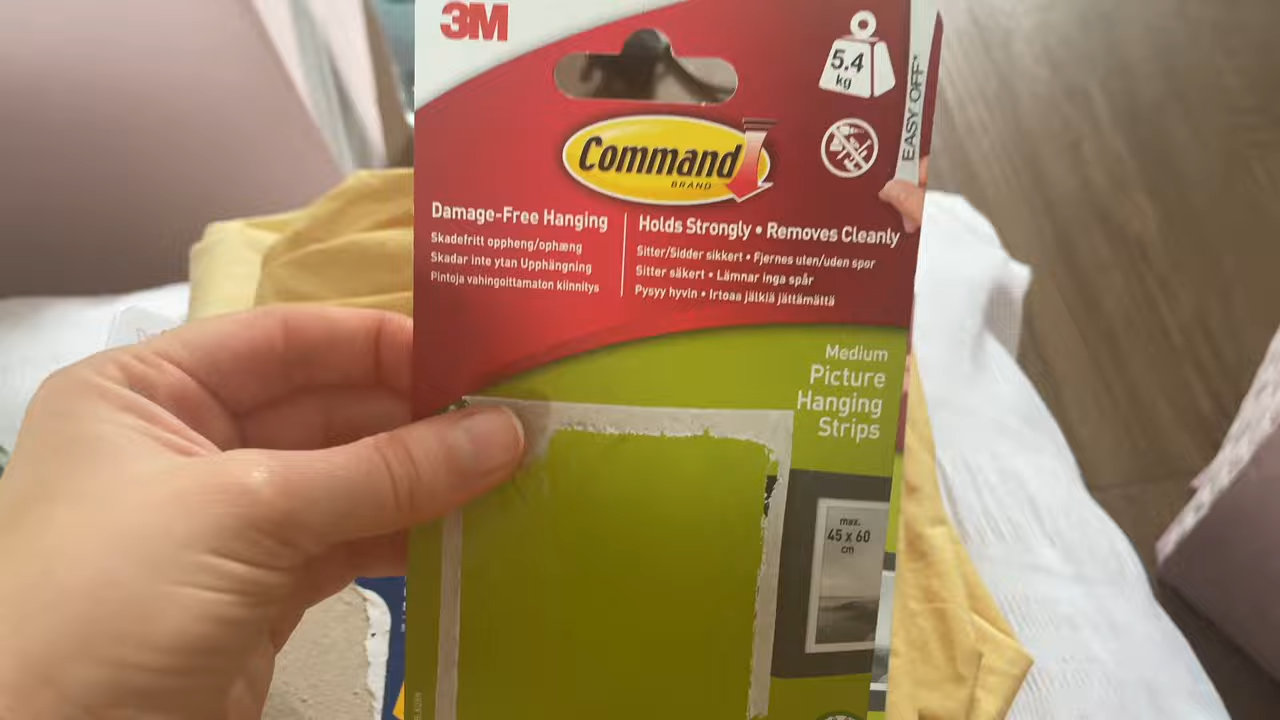 3M
5.4
kg
EASY OFF*
Command
BRAND
Damage-Free Hanging
Skadefritt oppheng/ophæng
Skadar inte ytan Upphängning
Pintoja vahingoittamaton kiinnitys
Holds Strongly • Removes Cleanly
Sitter/Sidder sikkert • Fjernes uten/uden spor
Sitter säkert • Lämnar inga spår
Pysyy hyvin • Irtoaa jälkiä jättämättä
Medium
Picture
Hanging
Strips
max.
45 x 60
cm